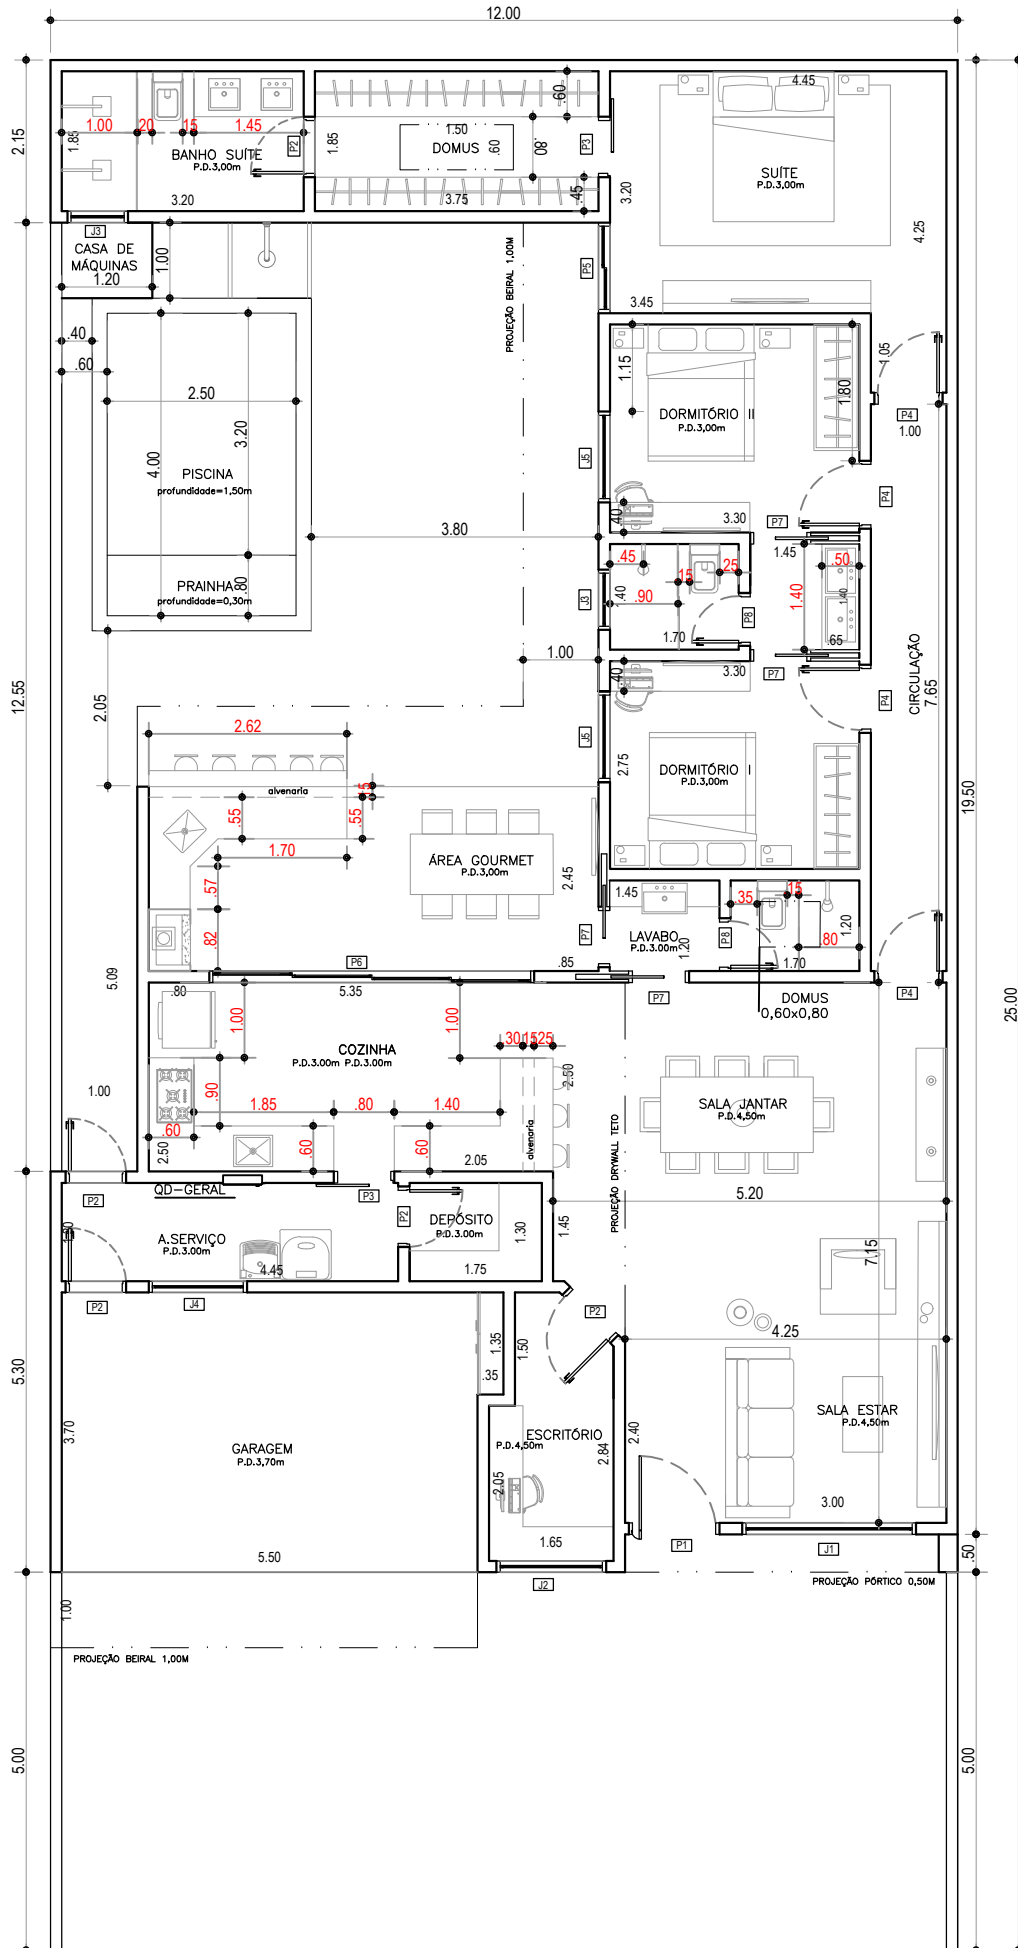 12.00
2.15
12.55
5.30
5.00
25.00
19.50
.50
5.00
1.00
.20
.15
1.45
1.85
BANHO SUÍTE
P.D.3,00m
3.20
P2
J3
1.85
1.50
DOMUS
.60
.60
.80
.45
3.75
P3
4.45
SUÍTE
P.D.3,00m
3.20
4.25
3.45
P5
CASA DE
MÁQUINAS
1.20
1.00
PROJEÇÃO BEIRAL 1,00M
.40
.60
2.50
3.20
4.00
PISCINA
profundidade=1,50m
PRAINHA
profundidade=0,30m
.80
3.80
2.05
1.00
1.15
DORMITÓRIO II
P.D.3,00m
1.80
1.05
P4
1.00
J5
.40
3.30
P7
P4
1.45
.45
.15
.25
.50
J3
1.40
.90
1.40
1.40
P8
1.70
.65
CIRCULAÇÃO
7.65
.40
3.30
P7
P4
J5
2.75
DORMITÓRIO I
P.D.3,00m
2.62
alvenaria
.15
.55
.55
1.70
ÁREA GOURMET
P.D.3,00m
2.45
.57
.82
1.45
.35
.15
LAVABO
P.D.3.00m
1.20
P8
1.20
.80
1.70
P7
.85
P6
P7
P4
DOMUS
0,60x0,80
5.09
.80
5.35
1.00
1.00
COZINHA
P.D.3.00m P.D.3.00m
.30
.15
.25
2.50
.90
1.85
.80
1.40
.60
.60
.60
2.50
2.05
alvenaria
PROJEÇÃO DRYWALL TETO
SALA JANTAR
P.D.4,50m
5.20
1.00
P2
QD-GERAL
P3
P2
DEPÓSITO
P.D.3.00m
1.30
1.45
1.75
A.SERVIÇO
P.D.3.00m
4.45
P2
J4
P2
7.15
4.25
1.35
1.50
.35
3.70
GARAGEM
P.D.3,70m
5.50
ESCRITÓRIO
P.D.4,50m
2.84
2.05
2.40
1.65
SALA ESTAR
P.D.4,50m
3.00
P1
J1
J2
PROJEÇÃO PÓRTICO 0,50M
1.00
PROJEÇÃO BEIRAL 1,00M